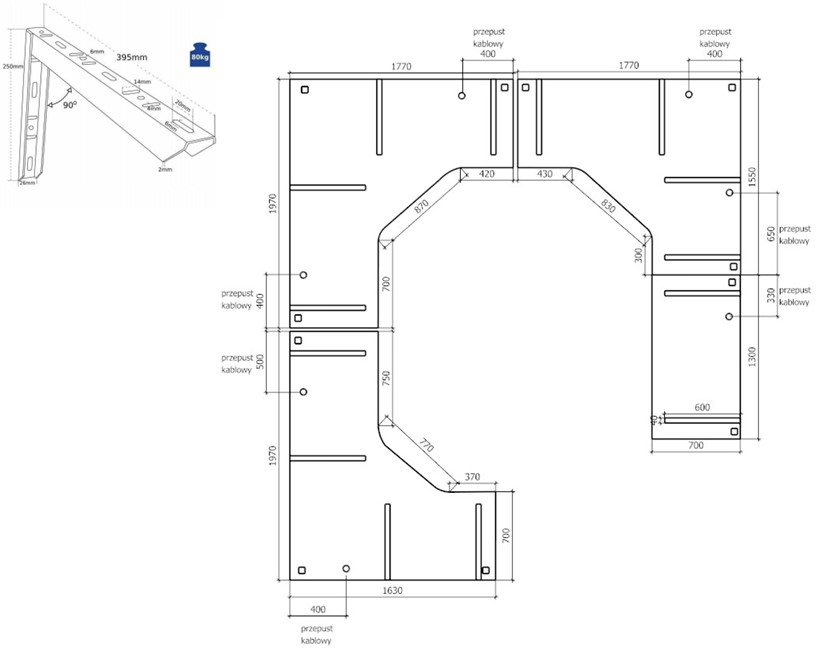 395mm
6mm
80kg
250mm
14mm
20mm
90°
4mm
6mm
2mm
26mm
przepust
kablowy
400
1770
przepust
kablowy
400
1770
420
430
870
830
1970
1550
300
650
przepust
kablowy
przepust
kablowy
400
700
330
przepust
kablowy
przepust
kablowy
500
750
1300
600
40
700
770
370
1970
700
1630
400
przepust
kablowy